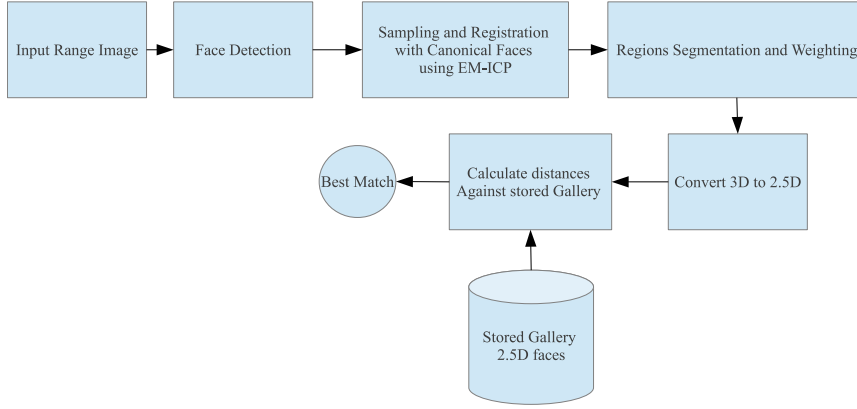 Input Range Image
Face Detection
Sampling and Registration
with Canonical Faces
using EM-ICP
Regions Segmentation and Weighting
Best Match
Calculate distances
Against stored Gallery
Convert 3D to 2.5D
Stored Gallery
2.5D faces